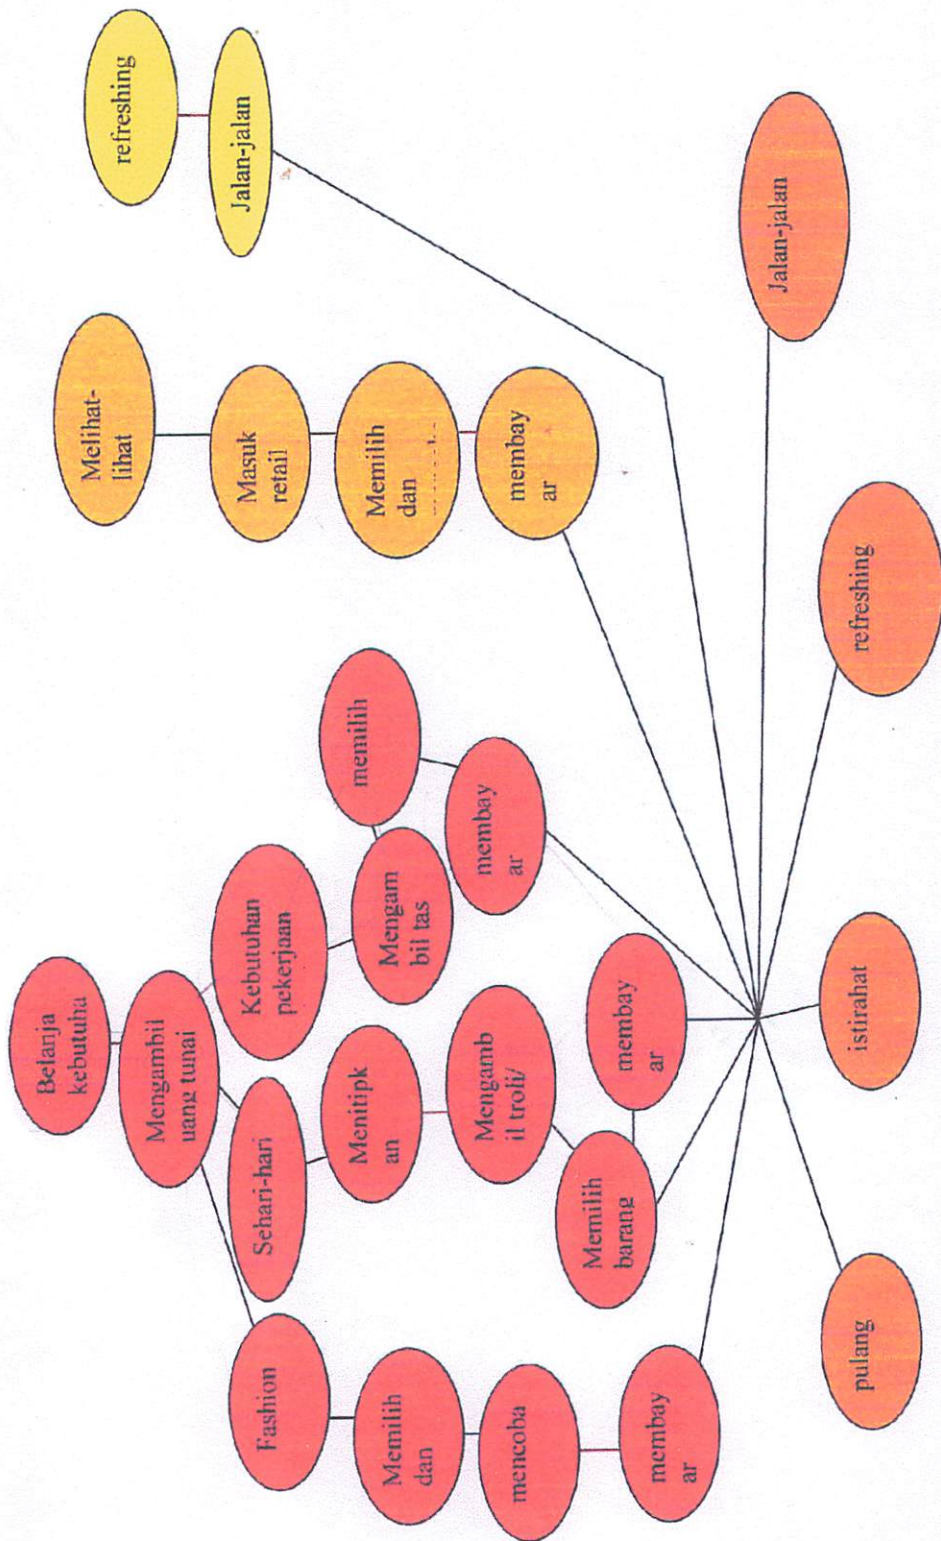 Belanja
kebutuha
Mengambil
uang tunai
Fashion
Memilih
dan
mencoba
membay
ar
Sehari-hari
Menitipk
an
Mengamb
il troli/
Memilih
barang
membay
ar
Kebutuhan
pekerjaan
Mengam
bil tas
memilih
membay
ar
Melihat-
lihat
Masuk
retail
Memilih
dan
membay
ar
refreshing
Jalan-jalan
pulang
istirahat
refreshing
Jalan-jalan